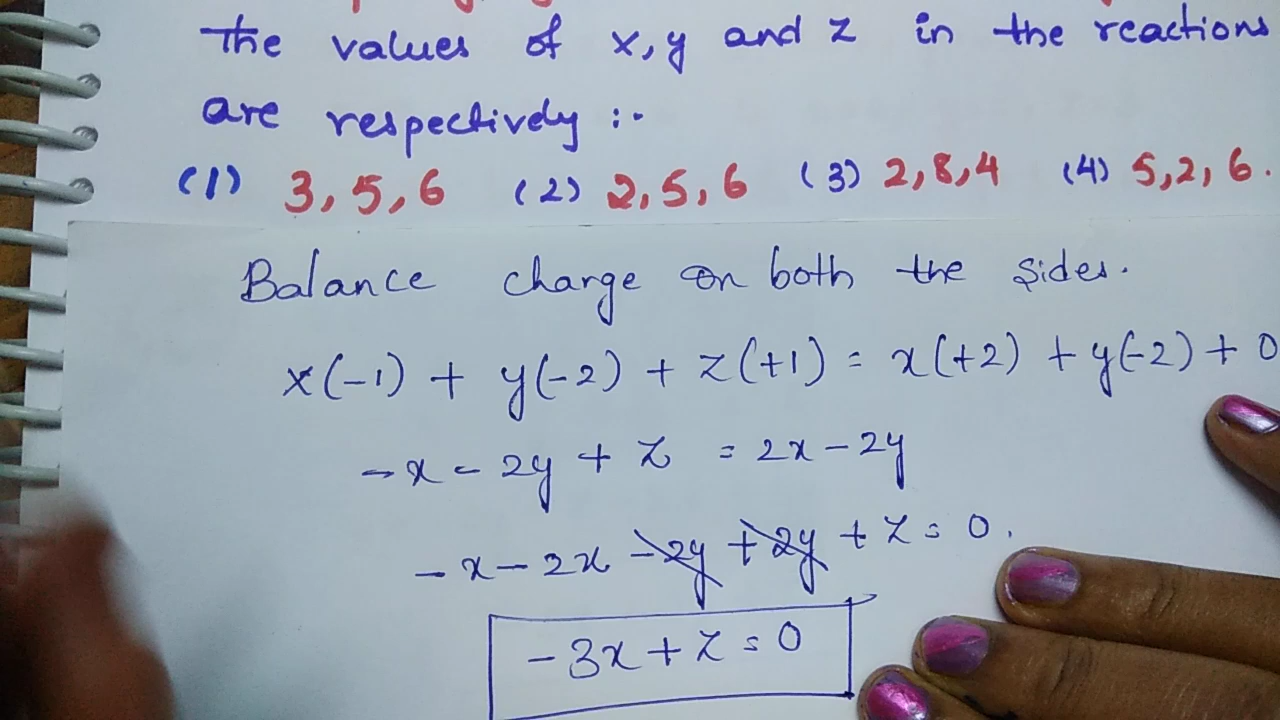 The values of x, y and z in the reactions
are respectively :-
(1) 3, 5, 6 (2) 2, 5, 6 (3) 2, 8, 4 (4) 5, 2, 6.
Balance charge on both the sides.
x(-1) + y(-2) + z(+1) = x(+2) + y(-2) + 0
-x - 2y + z = 2x - 2y
-x - 2x - 2y + 2y + z = 0.
-3x + z = 0